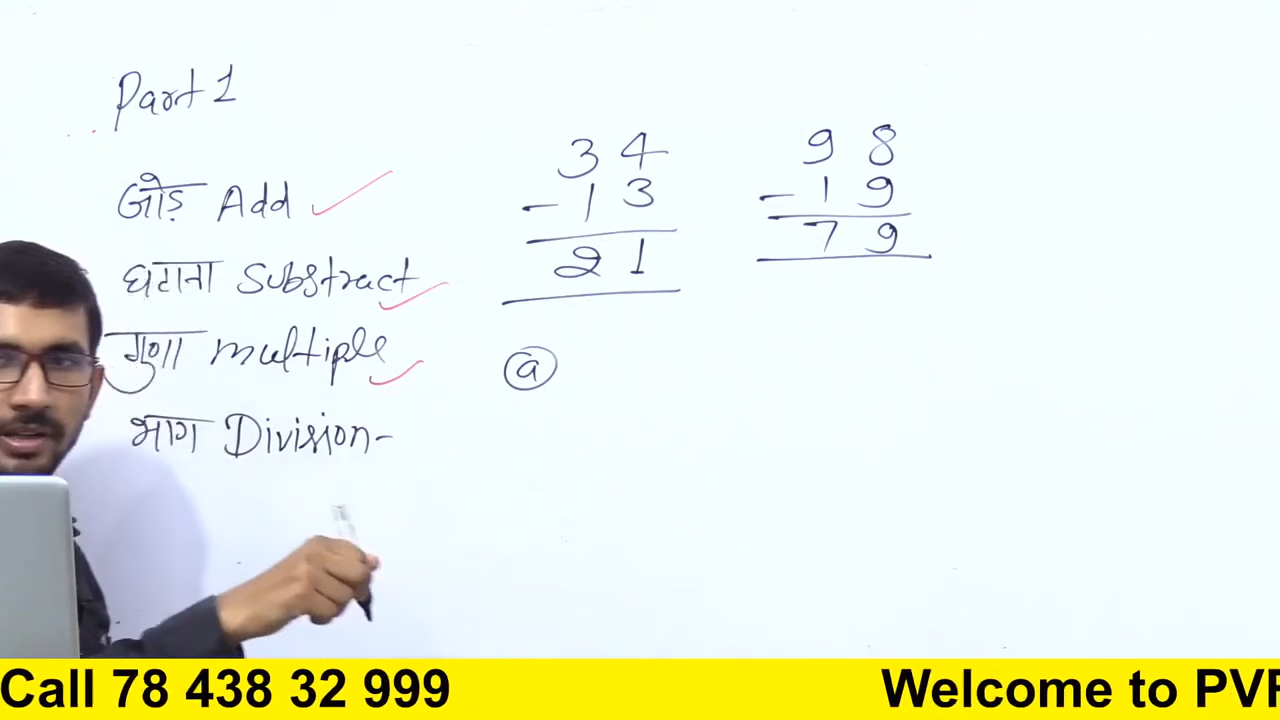 Part 1
जोड़ Add
घटाना Substract
गुणा multiple
भाग Division-
3 4
- 1 3
2 1
9 8
- 1 9
7 9
a
Call 78 438 32 999
Welcome to PVF